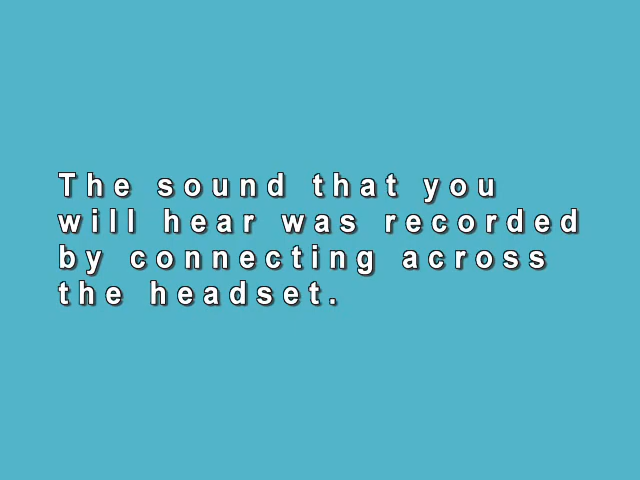 The sound that you
will hear was recorded
by connecting across
the headset.